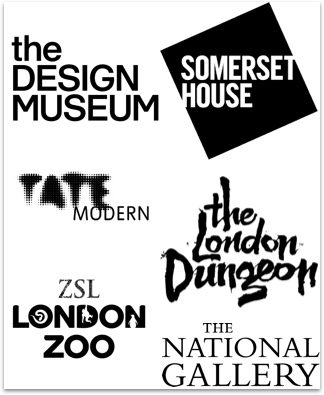 the
DESIGN
MUSEUM
SOMERSET
HOUSE
TATE
MODERN
the
London
Dungeon
ZSL
LONDON
ZOO
THE
NATIONAL
GALLERY